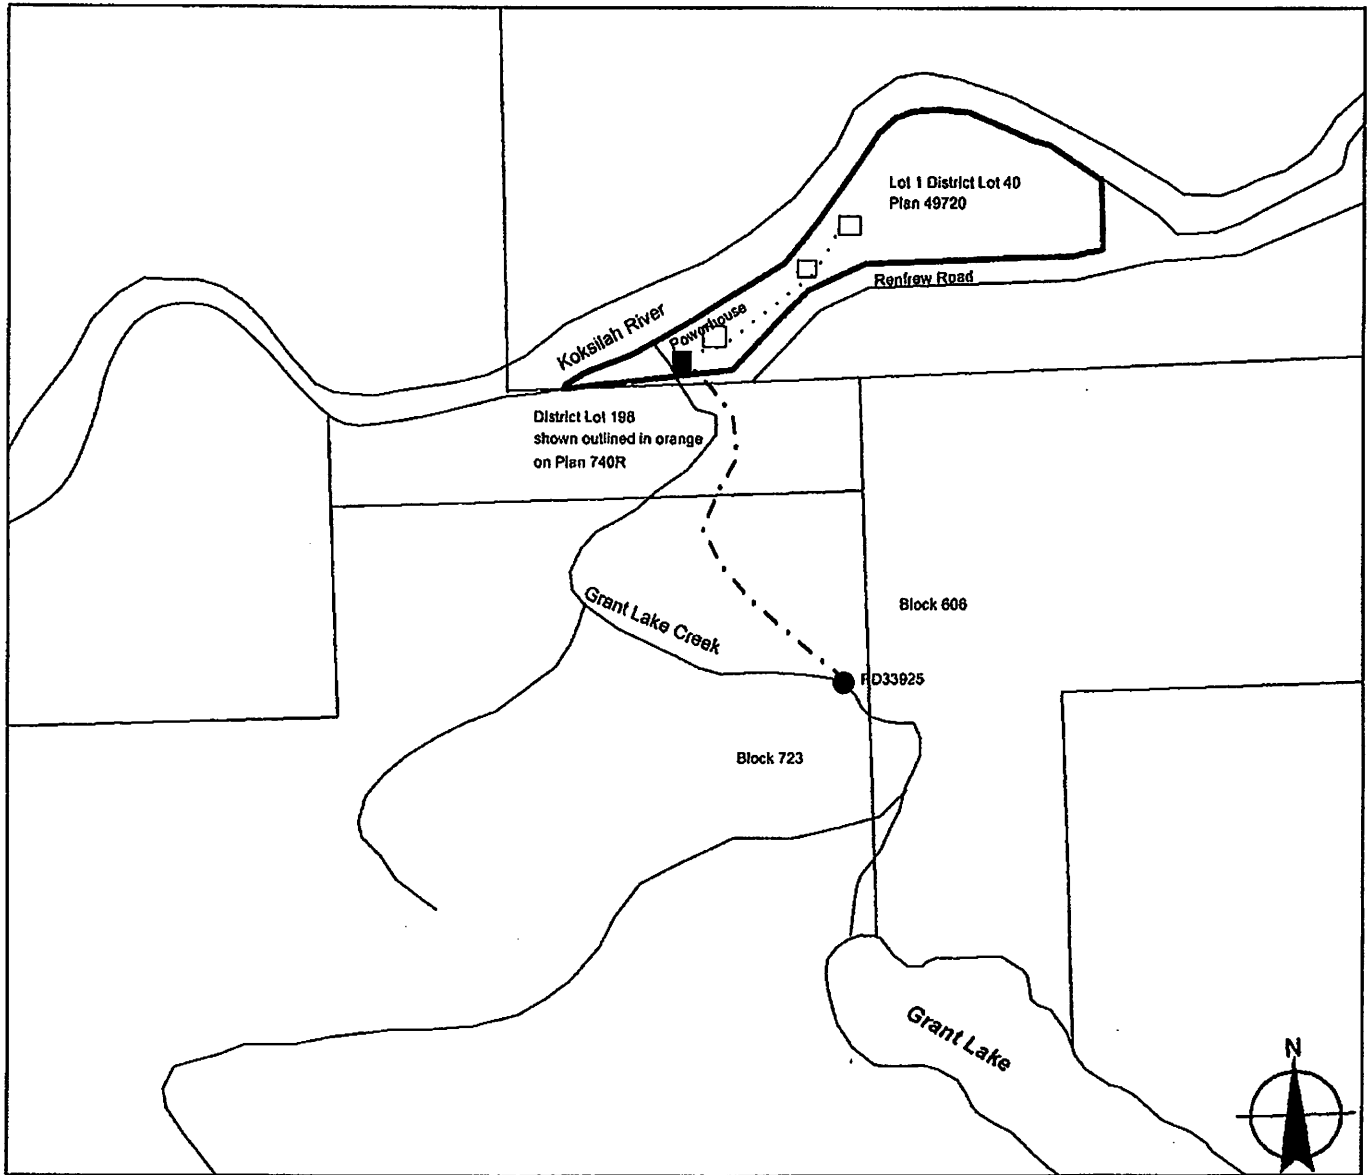 Lot 1 District Lot 40
Plan 49720
Renfrew Road
Koksilah River
Powerhouse
District Lot 198
shown outlined in orange
on Plan 740R
Grant Lake Creek
Block 606
PD33925
Block 723
Grant Lake
N